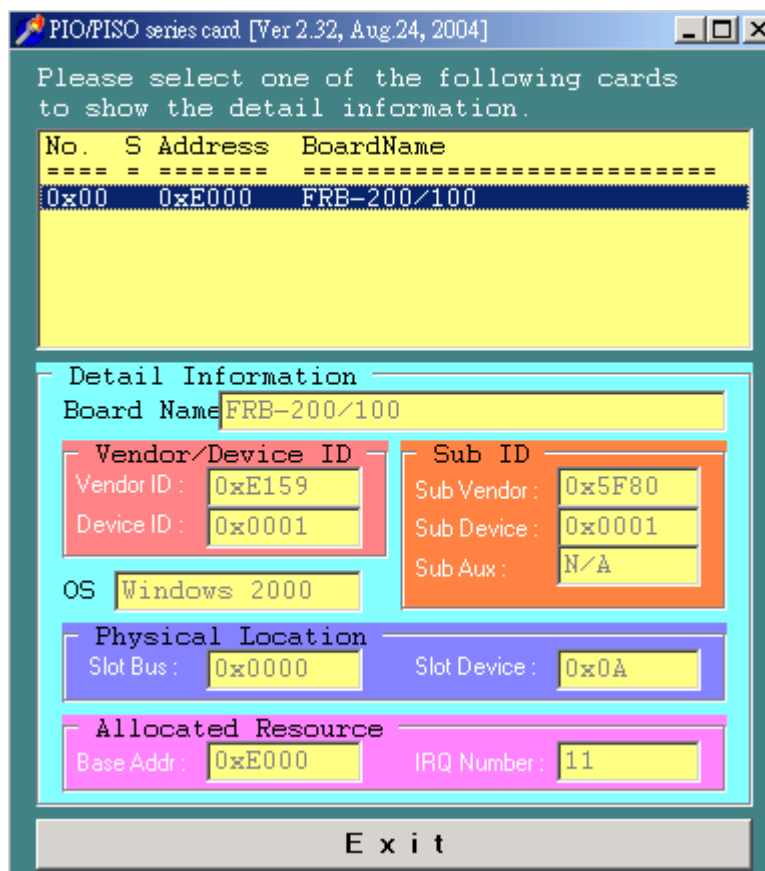 PIO/PISO series card [Ver 2.32, Aug.24, 2004]
Please select one of the following cards
to show the detail information.
No. S Address BoardName
==== = ======= ==========================
0x00 0xE000 FRB-200/100
Detail Information
Board Name FRB-200/100
Vendor/Device ID
Vendor ID : 0xE159
Device ID : 0x0001
Sub ID
Sub Vendor : 0x5F80
Sub Device : 0x0001
Sub Aux : N/A
OS Windows 2000
Physical Location
Slot Bus : 0x0000 Slot Device : 0x0A
Allocated Resource
Base Addr : 0xE000 IRQ Number : 11
Exit